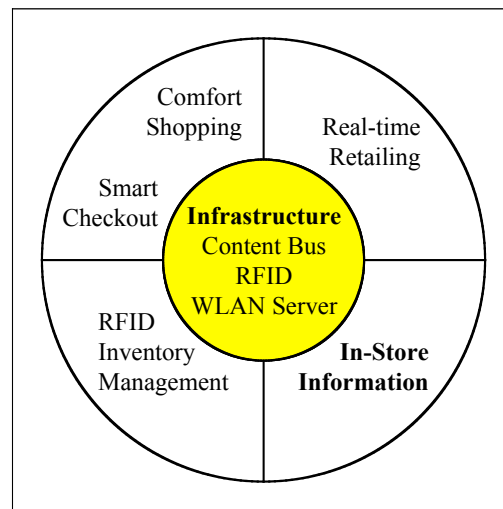 Comfort
Shopping
Smart
Checkout
Real-time
Retailing
Infrastructure
Content Bus
RFID
WLAN Server
RFID
Inventory
Management
In-Store
Information